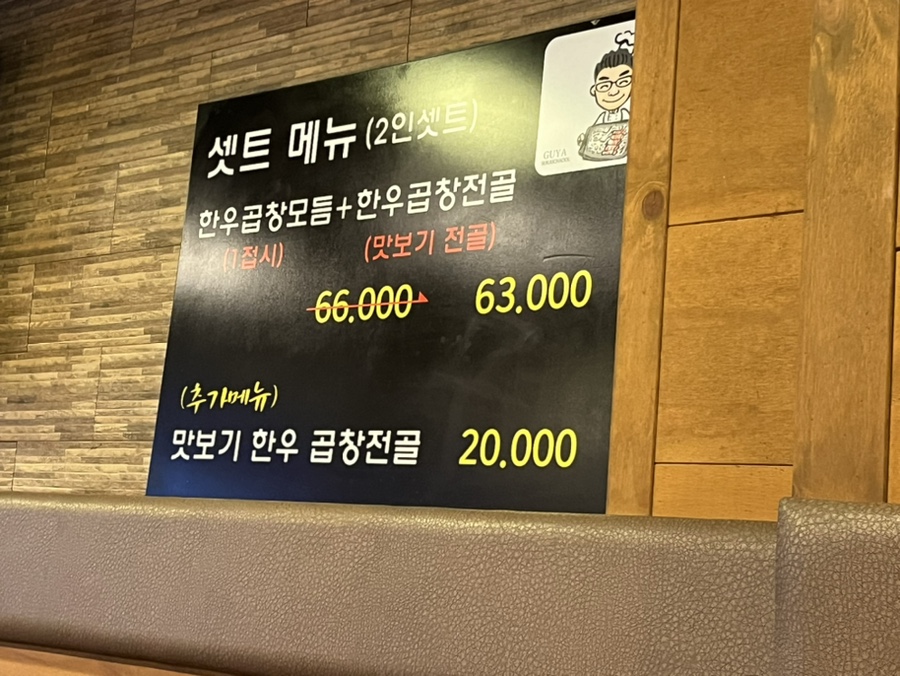 셋트 메뉴 (2인셋트)
GUYA
한우곱창모듬+한우곱창전골
(1접시) (맛보기 전골)
66.000 63.000
(추가메뉴)
맛보기 한우 곱창전골 20.000